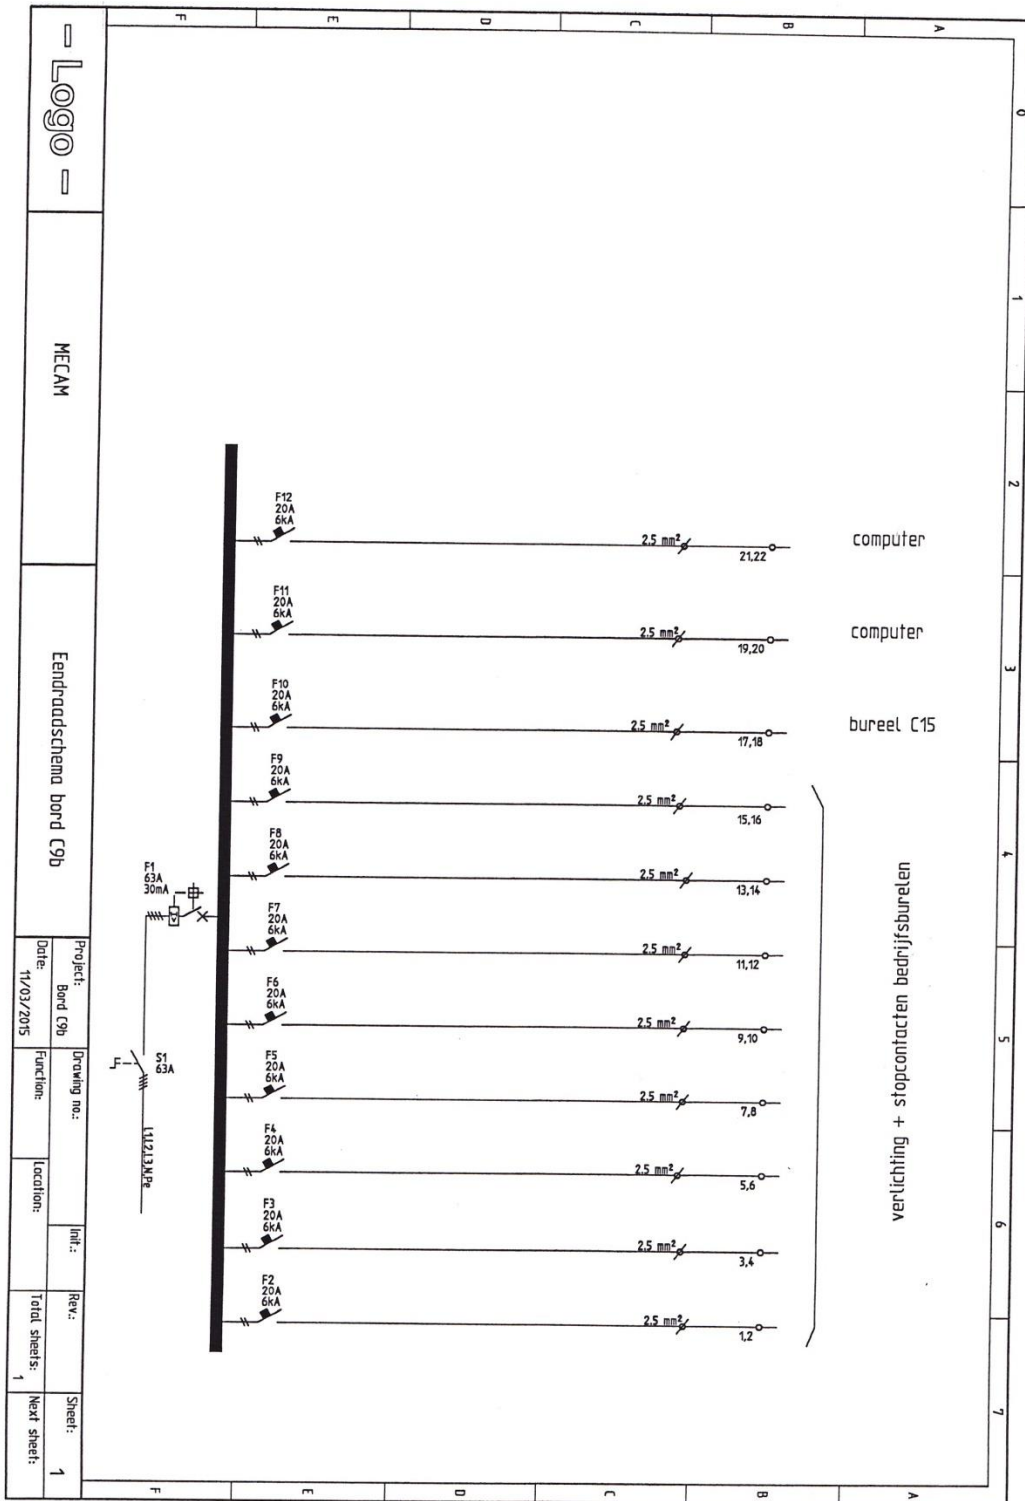 F
E
D
C
B
A
0
1
2
3
4
5
6
7
F12
20A
6kA
2.5 mm²
21,22
computer
F11
20A
6kA
2.5 mm²
19,20
computer
F10
20A
6kA
2.5 mm²
17,18
bureel C15
F9
20A
6kA
2.5 mm²
15,16
F8
20A
6kA
2.5 mm²
13,14
F7
20A
6kA
2.5 mm²
11,12
F6
20A
6kA
2.5 mm²
9,10
F5
20A
6kA
2.5 mm²
7,8
F4
20A
6kA
2.5 mm²
5,6
F3
20A
6kA
2.5 mm²
3,4
F2
20A
6kA
2.5 mm²
1,2
verlichting + stopcontacten bedrijfsburelen
F1
63A
30mA
S1
63A
L1,L2,L3,N,Pe
F
E
D
C
B
A
- Logo -
MECAM
Eendraadschema bord C9b
Project:
Bord C9b
Date:
11/03/2015
Drawing no.:
Function:
Location:
Init.:
Rev.:
Total sheets:
1
Sheet:
1
Next sheet: